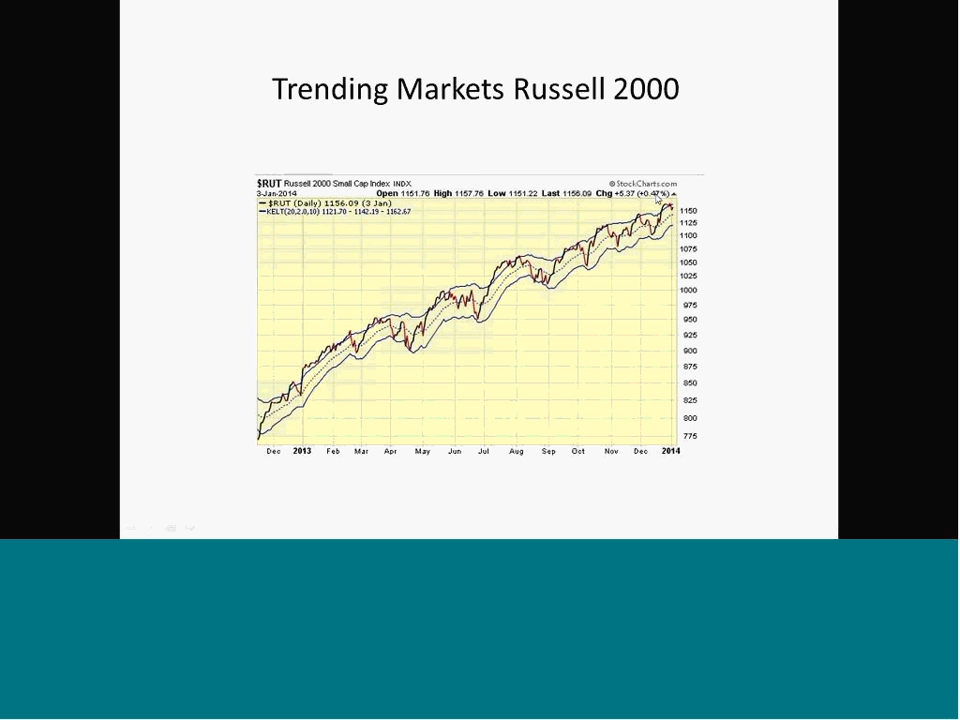 Trending Markets Russell 2000
$RUT Russell 2000 Small Cap Index INDX © StockCharts.com
3-Jan-2014 Open 1151.76 High 1157.76 Low 1151.22 Last 1156.09 Chg +5.37 (+0.47%)
$RUT (Daily) 1156.09 (3 Jan)
KELT(20,2.0,10) 1121.70 - 1142.19 - 1162.67
1150
1125
1100
1075
1050
1025
1000
975
950
925
900
875
850
825
800
775
Dec 2013 Feb Mar Apr May Jun Jul Aug Sep Oct Nov Dec 2014